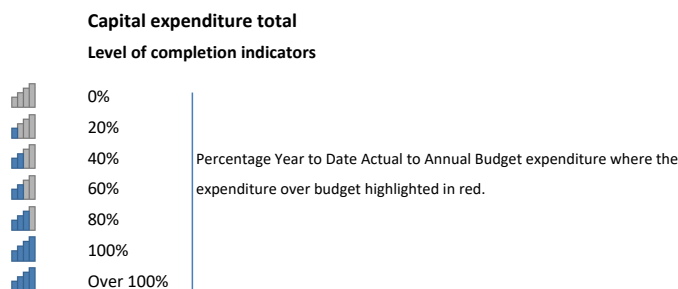 Capital expenditure total
Level of completion indicators
0%
20%
40%
Percentage Year to Date Actual to Annual Budget expenditure where the
60%
expenditure over budget highlighted in red.
80%
100%
Over 100%